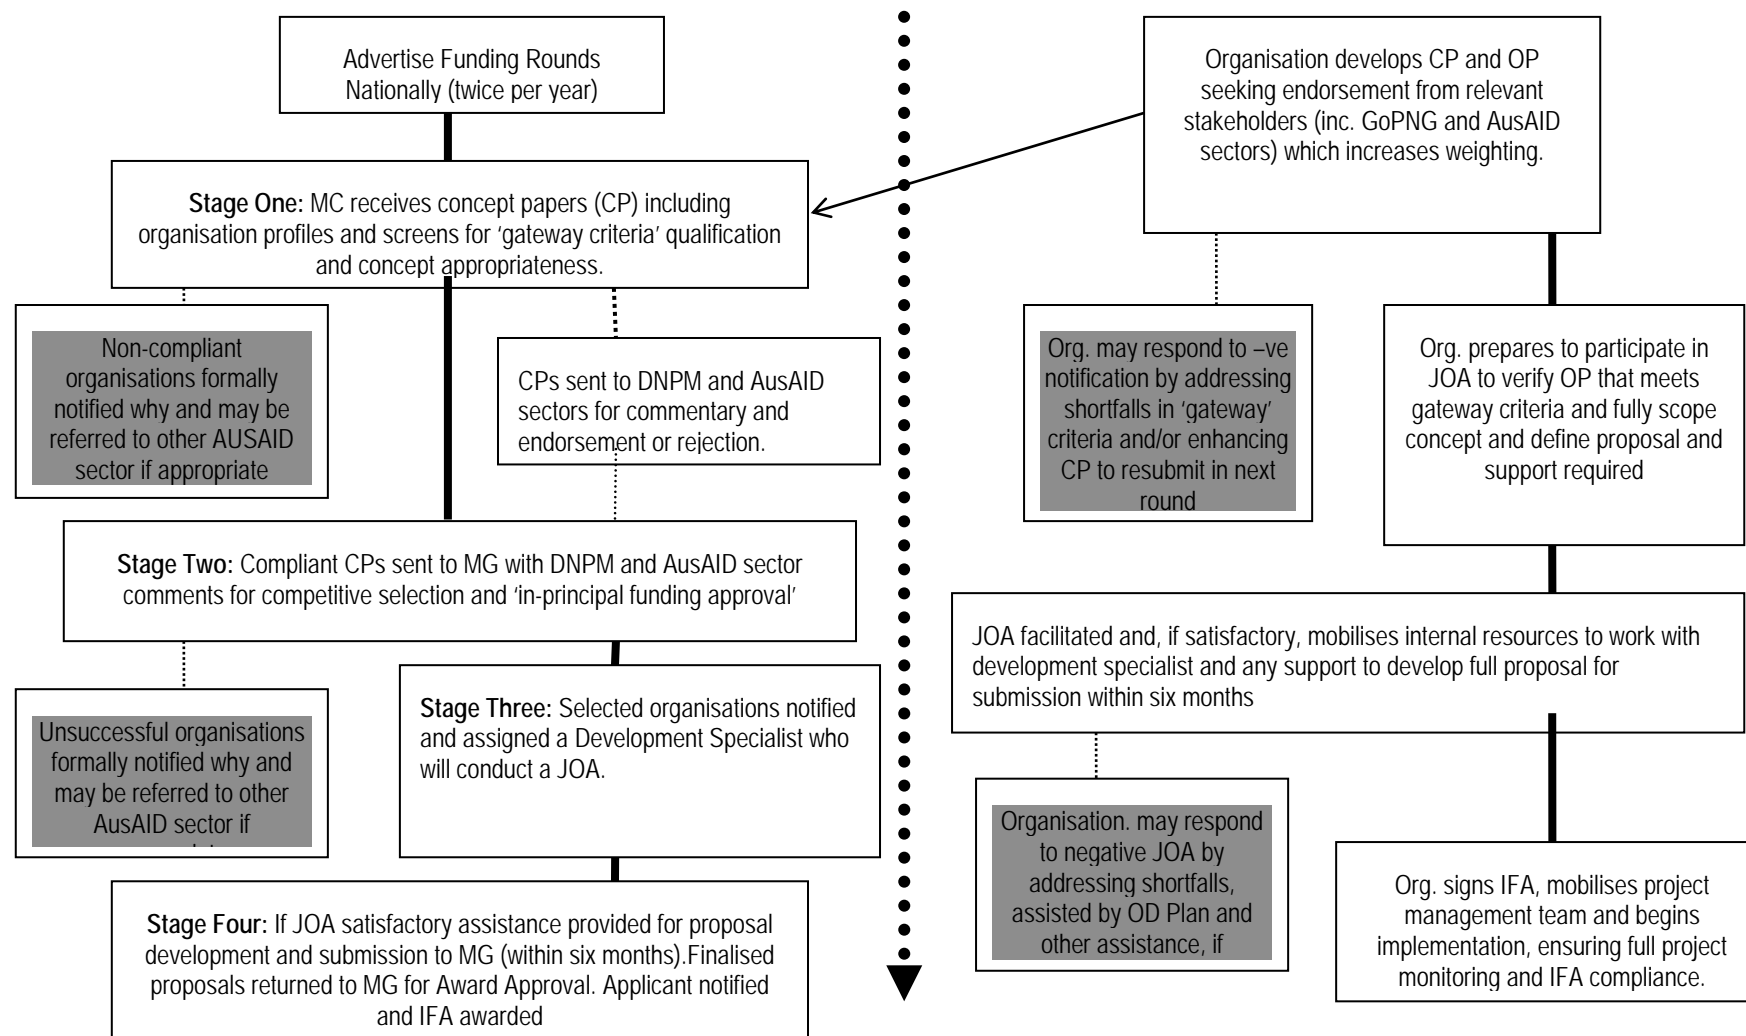 Advertise Funding Rounds
Nationally (twice per year)
Stage One: MC receives concept papers (CP) including
organisation profiles and screens for ‘gateway criteria’ qualification
and concept appropriateness.
Non-compliant
organisations formally
notified why and may be
referred to other AUSAID
sector if appropriate
CPs sent to DNPM and AusAID
sectors for commentary and
endorsement or rejection.
Stage Two: Compliant CPs sent to MG with DNPM and AusAID sector
comments for competitive selection and ‘in-principal funding approval’
Unsuccessful organisations
formally notified why and
may be referred to other
AusAID sector if
Stage Three: Selected organisations notified
and assigned a Development Specialist who
will conduct a JOA.
Stage Four: If JOA satisfactory assistance provided for proposal
development and submission to MG (within six months).Finalised
proposals returned to MG for Award Approval. Applicant notified
and IFA awarded
Organisation develops CP and OP
seeking endorsement from relevant
stakeholders (inc. GoPNG and AusAID
sectors) which increases weighting.
Org. may respond to –ve
notification by addressing
shortfalls in ‘gateway’
criteria and/or enhancing
CP to resubmit in next
round
Org. prepares to participate in
JOA to verify OP that meets
gateway criteria and fully scope
concept and define proposal and
support required
JOA facilitated and, if satisfactory, mobilises internal resources to work with
development specialist and any support to develop full proposal for
submission within six months
Organisation. may respond
to negative JOA by
addressing shortfalls,
assisted by OD Plan and
other assistance, if
Org. signs IFA, mobilises project
management team and begins
implementation, ensuring full project
monitoring and IFA compliance.